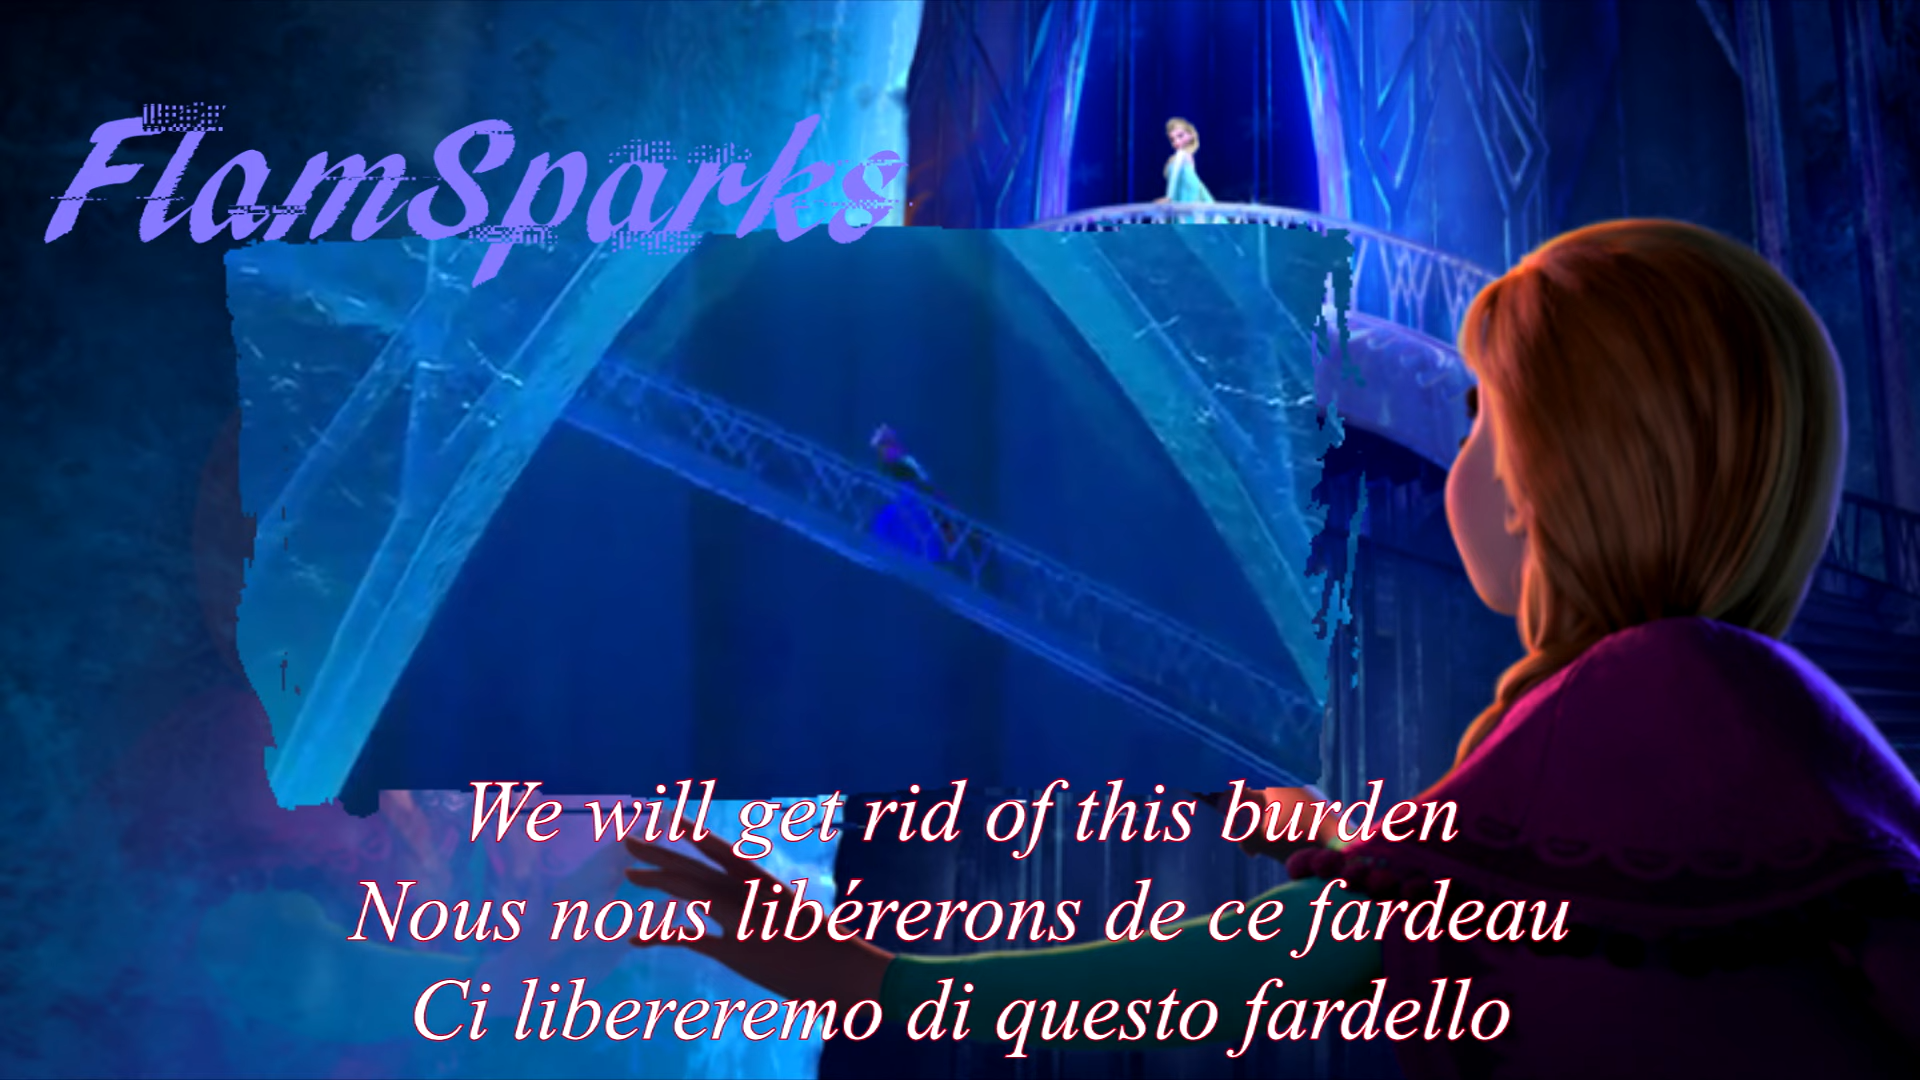 FlamSparks
We will get rid of this burden
Nous nous libérerons de ce fardeau
Ci libereremo di questo fardello